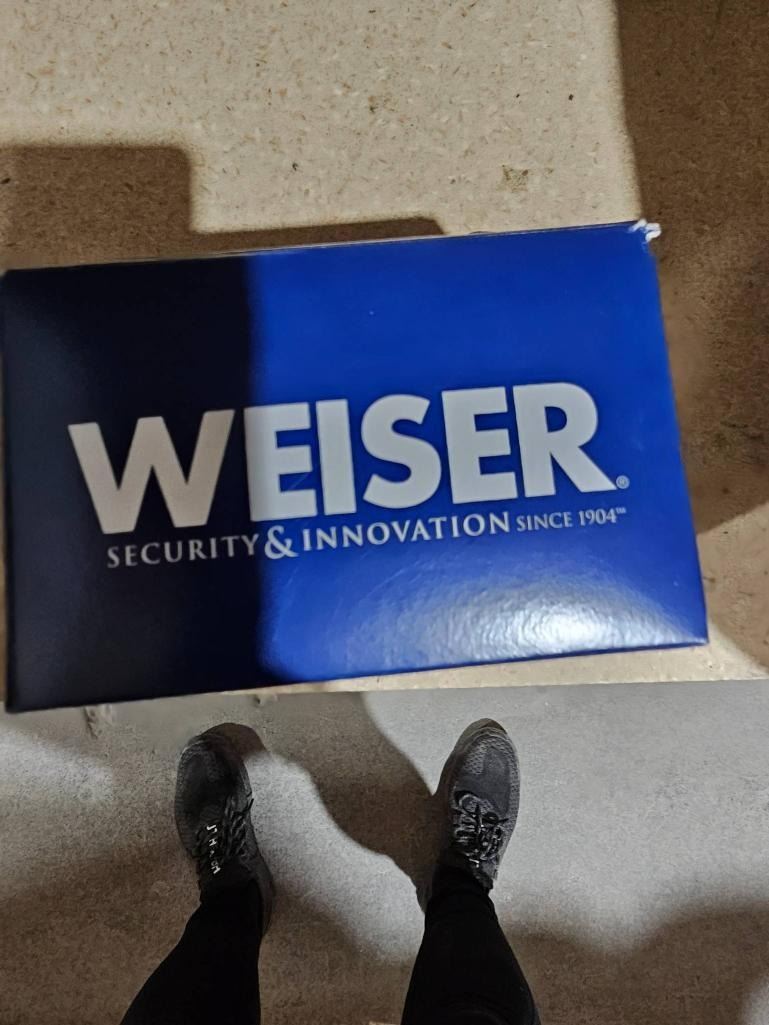 WEISER®
SECURITY & INNOVATION SINCE 1904™